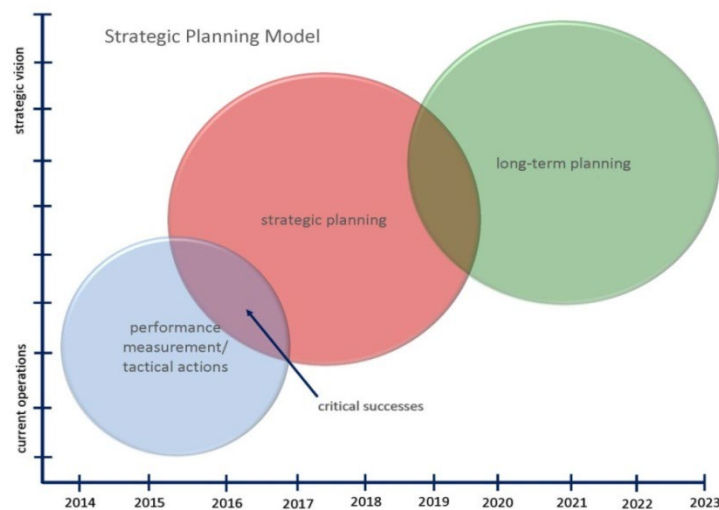 Strategic Planning Model
strategic vision
current operations
long-term planning
strategic planning
performance
measurement/
tactical actions
critical successes
2014 2015 2016 2017 2018 2019 2020 2021 2022 2023